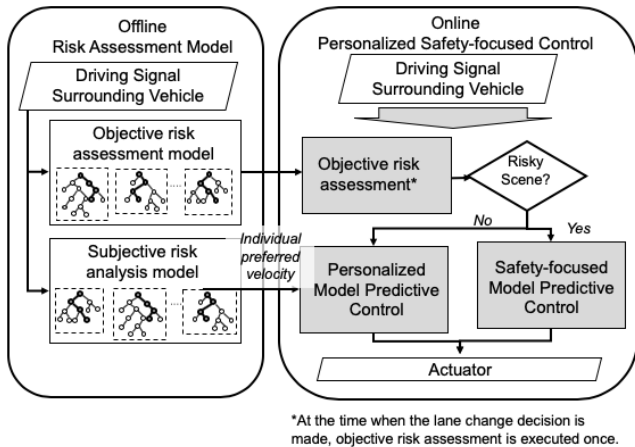 Offline
Risk Assessment Model
Driving Signal
Surrounding Vehicle
Objective risk
assessment model
Subjective risk
analysis model
Individual
preferred
velocity
Online
Personalized Safety-focused Control
Driving Signal
Surrounding Vehicle
Objective risk
assessment*
Risky
Scene?
No
Yes
Personalized
Model Predictive
Control
Safety-focused
Model Predictive
Control
Actuator
*At the time when the lane change decision is
made, objective risk assessment is executed once.